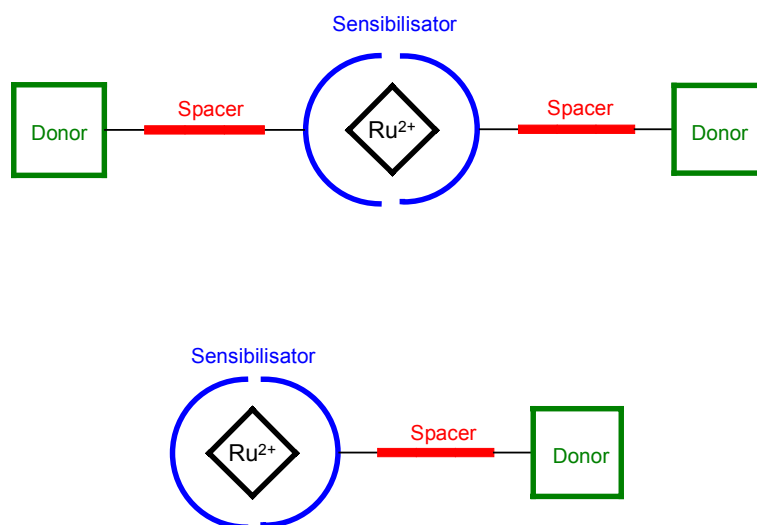 Sensibilisator
Spacer
Spacer
Donor
Ru²⁺
Donor
Sensibilisator
Spacer
Ru²⁺
Donor